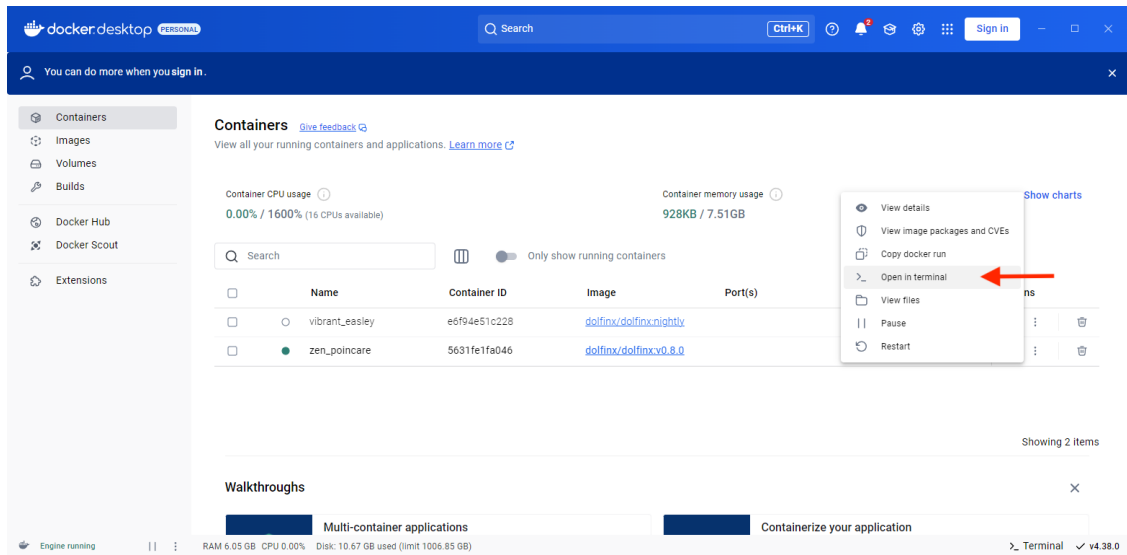 docker.desktop PERSONAL Search Ctrl+K 2 Sign in
You can do more when you sign in.
Containers
Images
Volumes
Builds
Docker Hub
Docker Scout
Extensions
Containers Give feedback
View all your running containers and applications. Learn more
Container CPU usage
0.00% / 1600% (16 CPUs available)
Container memory usage
928KB / 7.51GB
Show charts
Search
Only show running containers
Name Container ID Image Port(s) ns
vibrant_easley e6f94e51c228 dolfinx/dolfinx:nightly
zen_poincare 5631fe1fa046 dolfinx/dolfinx:v0.8.0
View details
View image packages and CVEs
Copy docker run
Open in terminal
View files
Pause
Restart
Showing 2 items
Walkthroughs
Multi-container applications
Containerize your application
Engine running RAM 6.05 GB CPU 0.00% Disk: 10.67 GB used (limit 1006.85 GB) Terminal v4.38.0